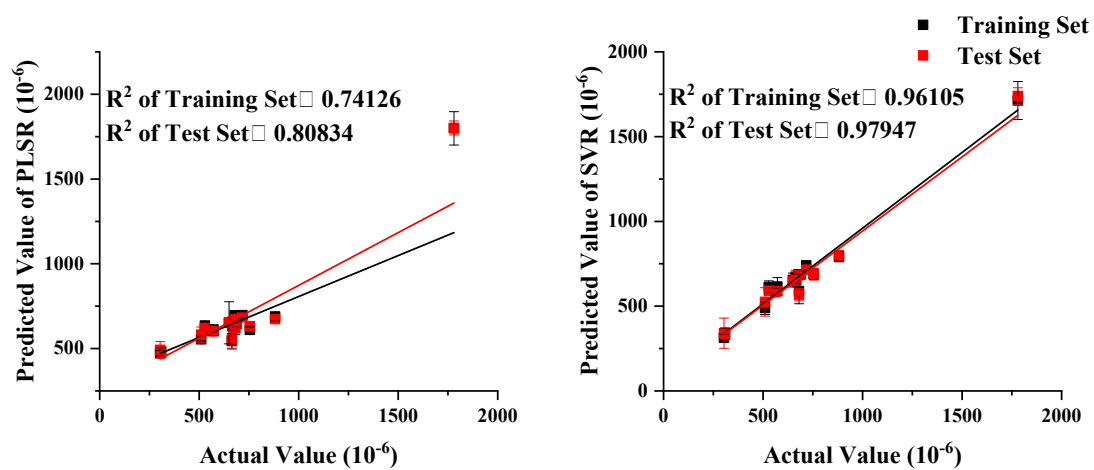 Training Set
Test Set
R² of Training Set□ 0.74126
R² of Test Set□ 0.80834
Predicted Value of PLSR (10⁻⁶)
2000
1500
1000
500
0
500
1000
1500
2000
Actual Value (10⁻⁶)
R² of Training Set□ 0.96105
R² of Test Set□ 0.97947
Predicted Value of SVR (10⁻⁶)
2000
1500
1000
500
0
0
500
1000
1500
2000
Actual Value (10⁻⁶)